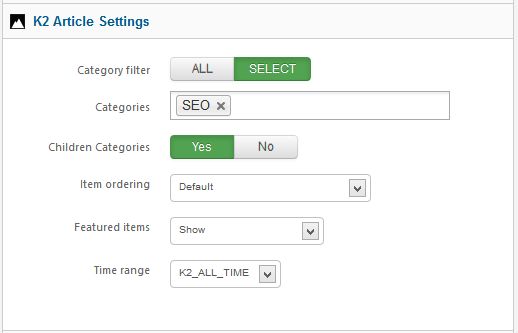 K2 Article Settings
Category filter ALL SELECT
Categories SEO ×
Children Categories Yes No
Item ordering Default
Featured items Show
Time range K2_ALL_TIME